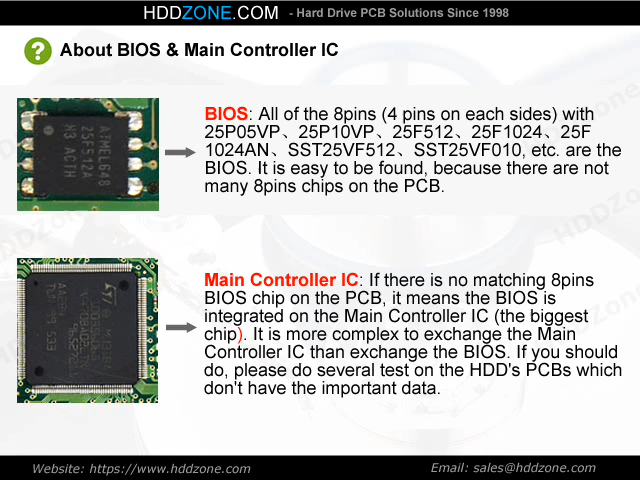 HDDZONE.COM - Hard Drive PCB Solutions Since 1998
? About BIOS & Main Controller IC
ATMEL648
25F512A
N3 ACTH
BIOS: All of the 8pins (4 pins on each sides) with
25P05VP、25P10VP、25F512、25F1024、25F
1024AN、SST25VF512、SST25VF010, etc. are the
BIOS. It is easy to be found, because there are not
many 8pins chips on the PCB.
Main Controller IC: If there is no matching 8pins
BIOS chip on the PCB, it means the BIOS is
integrated on the Main Controller IC (the biggest
chip). It is more complex to exchange the Main
Controller IC than exchange the BIOS. If you should
do, please do several test on the HDD's PCBs which
don't have the important data.
Website: https://www.hddzone.com Email: sales@hddzone.com